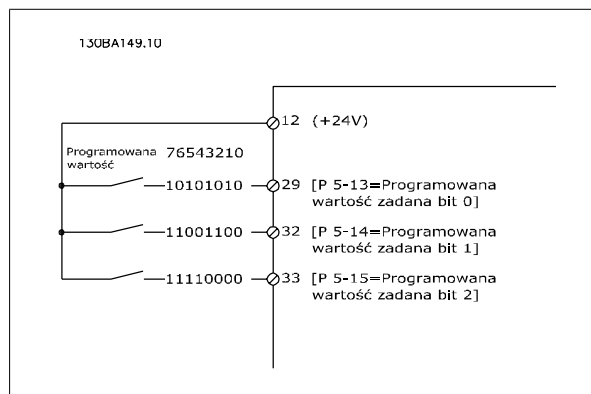 130BA149.10
12 (+24V)
Programowana 76543210
wartość
10101010 29 [P 5-13=Programowana
wartość zadana bit 0]
11001100 32 [P 5-14=Programowana
wartość zadana bit 1]
11110000 33 [P 5-15=Programowana
wartość zadana bit 2]